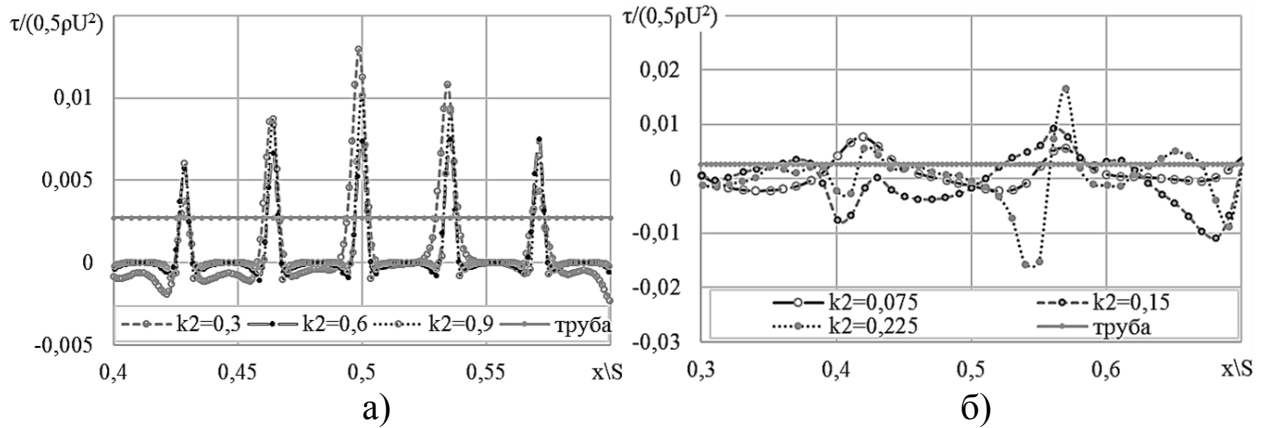 τ/(0,5ρU²)
0,01
0,005
0
-0,005
k2=0,3 k2=0,6 k2=0,9 труба
0,4 0,45 0,5 0,55 x\S
а)
τ/(0,5ρU²)
0,02
0,01
0
-0,01
-0,02
-0,03
k2=0,075 k2=0,15
k2=0,225 труба
0,3 0,4 0,5 0,6 x\S
б)